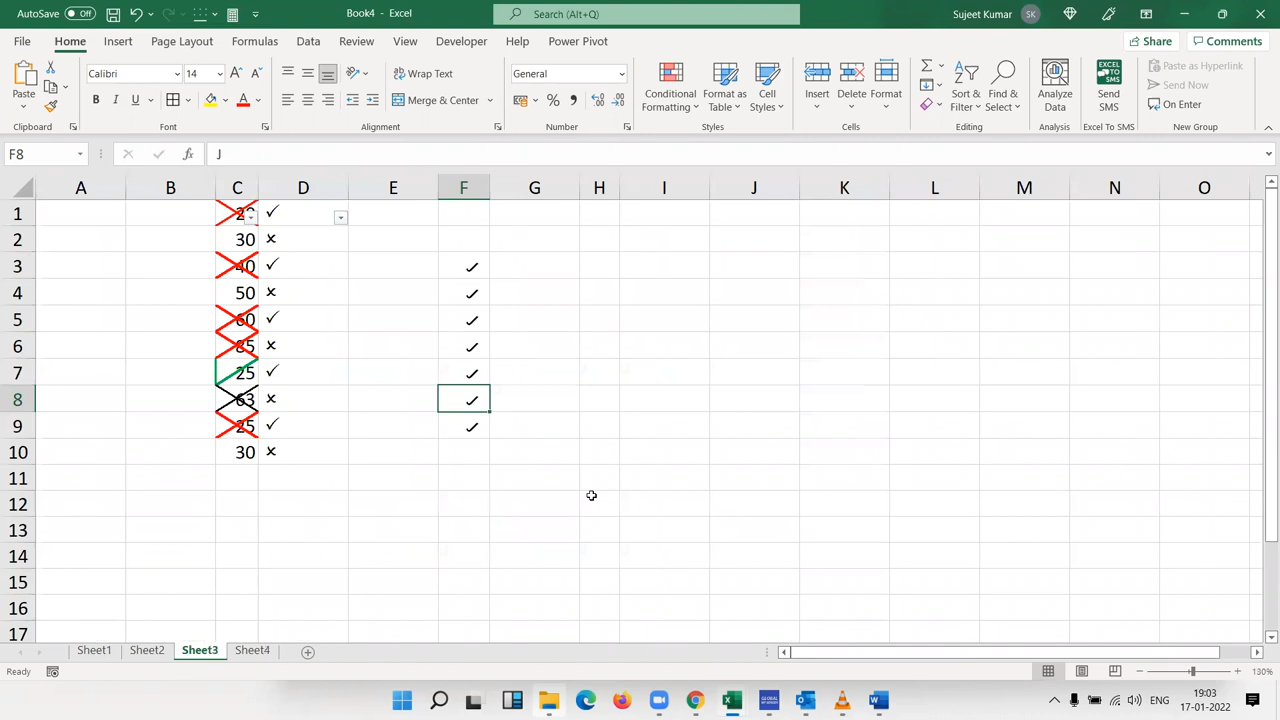 AutoSave Off Book4 - Excel Search (Alt+Q) Sujeet Kumar SK
File Home Insert Page Layout Formulas Data Review View Developer Help Power Pivot Share Comments
Paste Calibri 14 Wrap Text General Conditional Formatting Format as Table Cell Styles Insert Delete Format Sort & Filter Find & Select Analyze Data Send SMS Paste as Hyperlink
B I U Merge & Center Send Now
On Enter
Clipboard Font Alignment Number Styles Cells Editing Analysis Excel To SMS New Group
F8 fx J
A B C D E F G H I J K L M N O
1 ✓
2 30 ×
3 40 ✓ ✓
4 50 × ✓
5 60 ✓ ✓
6 85 × ✓
7 25 ✓ ✓
8 63 × ✓
9 25 ✓ ✓
10 30 ×
11
12
13
14
15
16
17
Sheet1 Sheet2 Sheet3 Sheet4
Ready 130%
ENG 19:03
17-01-2022